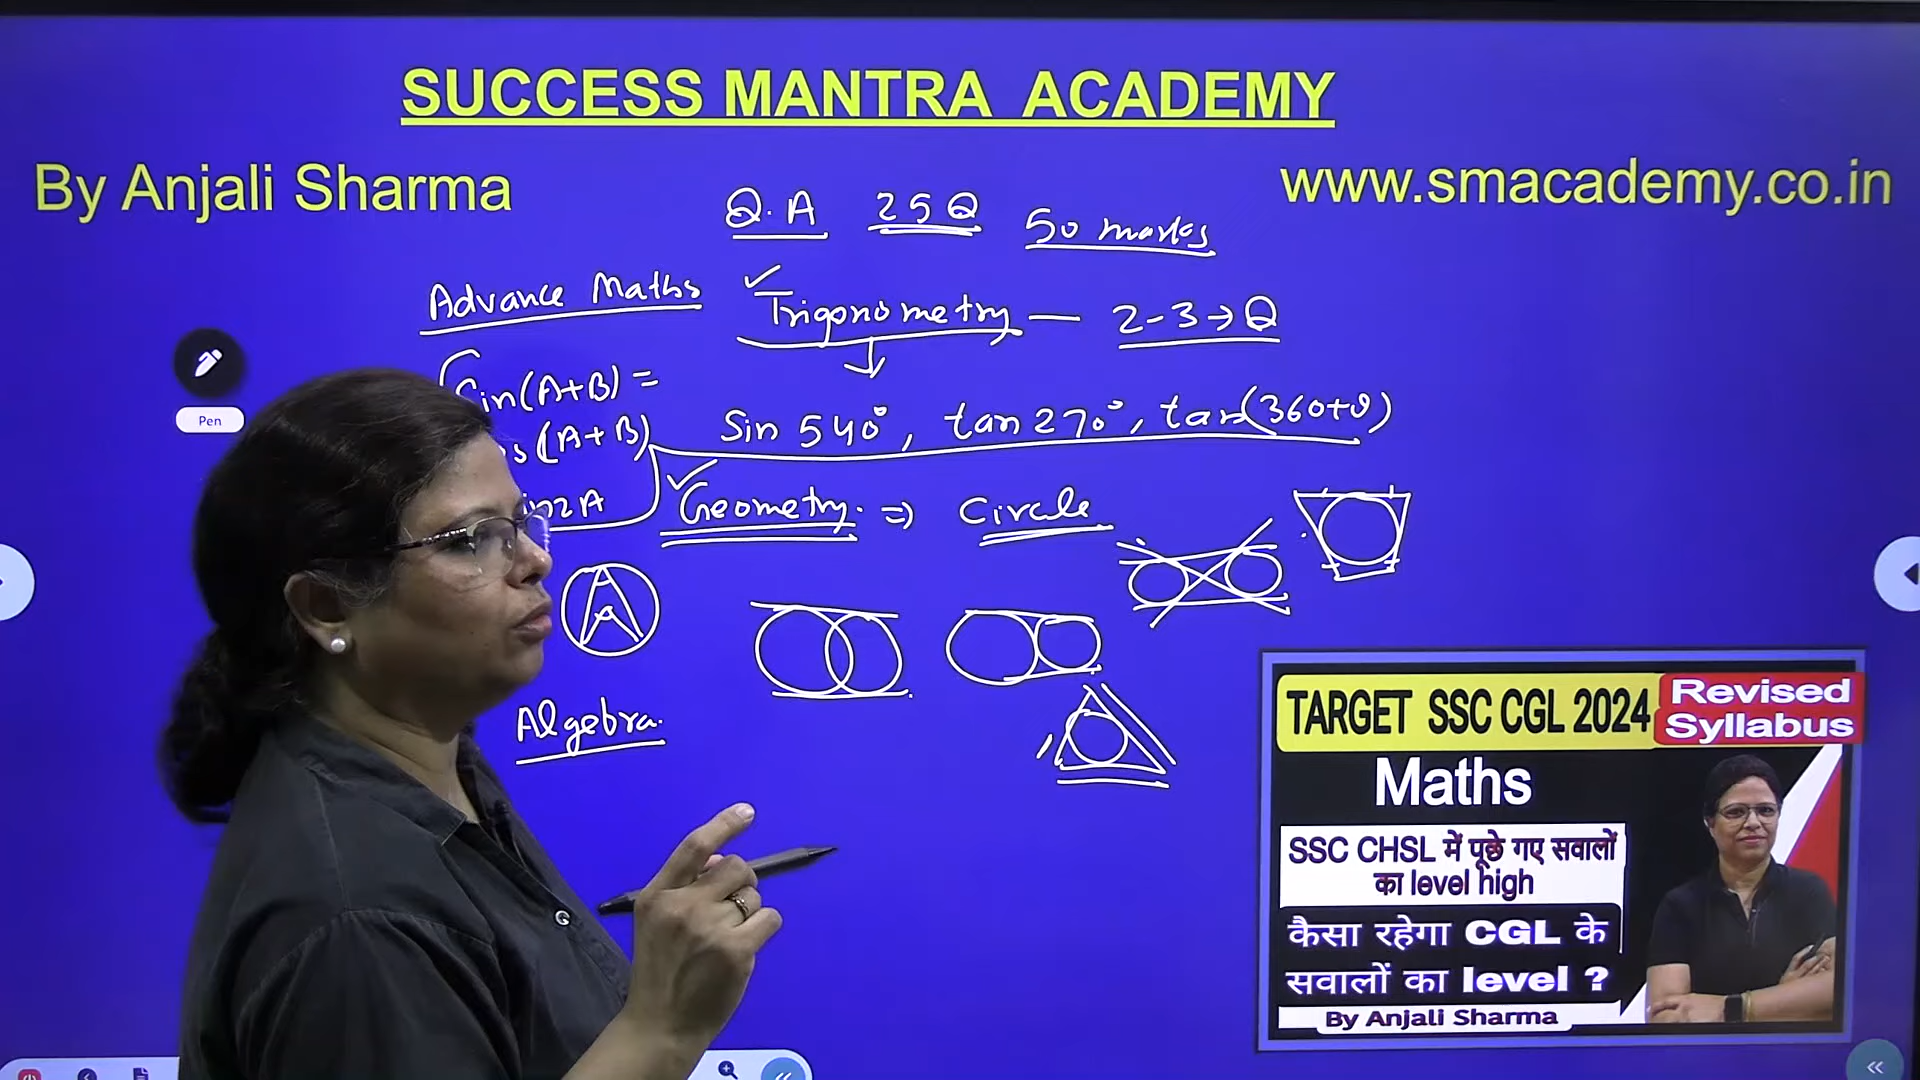 SUCCESS MANTRA ACADEMY
By Anjali Sharma
www.smacademy.co.in
Q.A 25Q 50 marks
Advance Maths
Trigonometry — 2-3→Q
Pen
Sin(A+B) =
(A+B)
sin 540°, tan 270°, tan(360+θ)
2A
Geometry. ⇒ Circle
Algebra.
TARGET SSC CGL 2024
Revised
Syllabus
Maths
SSC CHSL में पूछे गए सवालों
का level high
कैसा रहेगा CGL के
सवालों का level ?
By Anjali Sharma